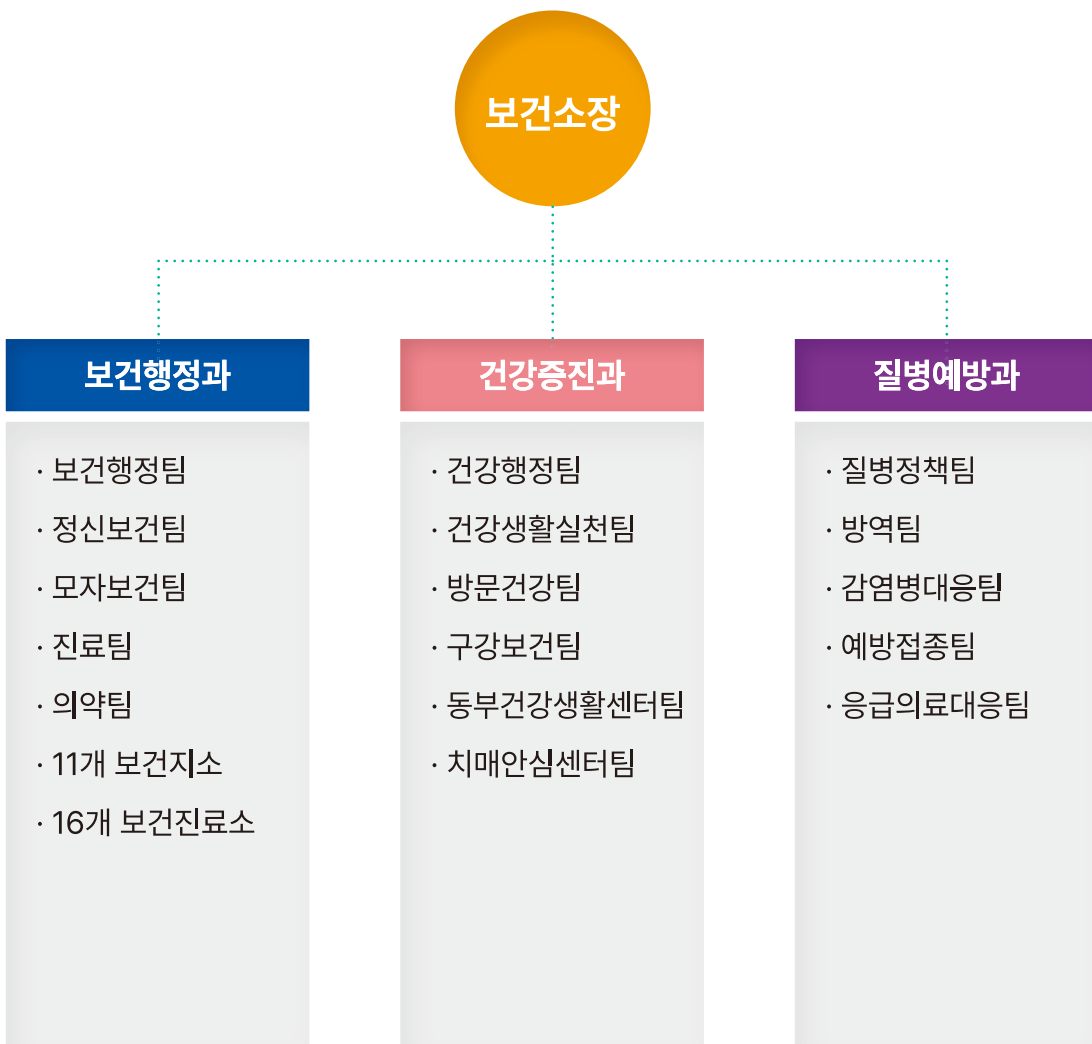 보건소장
보건행정과
· 보건행정팀
· 정신보건팀
· 모자보건팀
· 진료팀
· 의약팀
· 11개 보건지소
· 16개 보건진료소
건강증진과
· 건강행정팀
· 건강생활실천팀
· 방문건강팀
· 구강보건팀
· 동부건강생활센터팀
· 치매안심센터팀
질병예방과
· 질병정책팀
· 방역팀
· 감염병대응팀
· 예방접종팀
· 응급의료대응팀